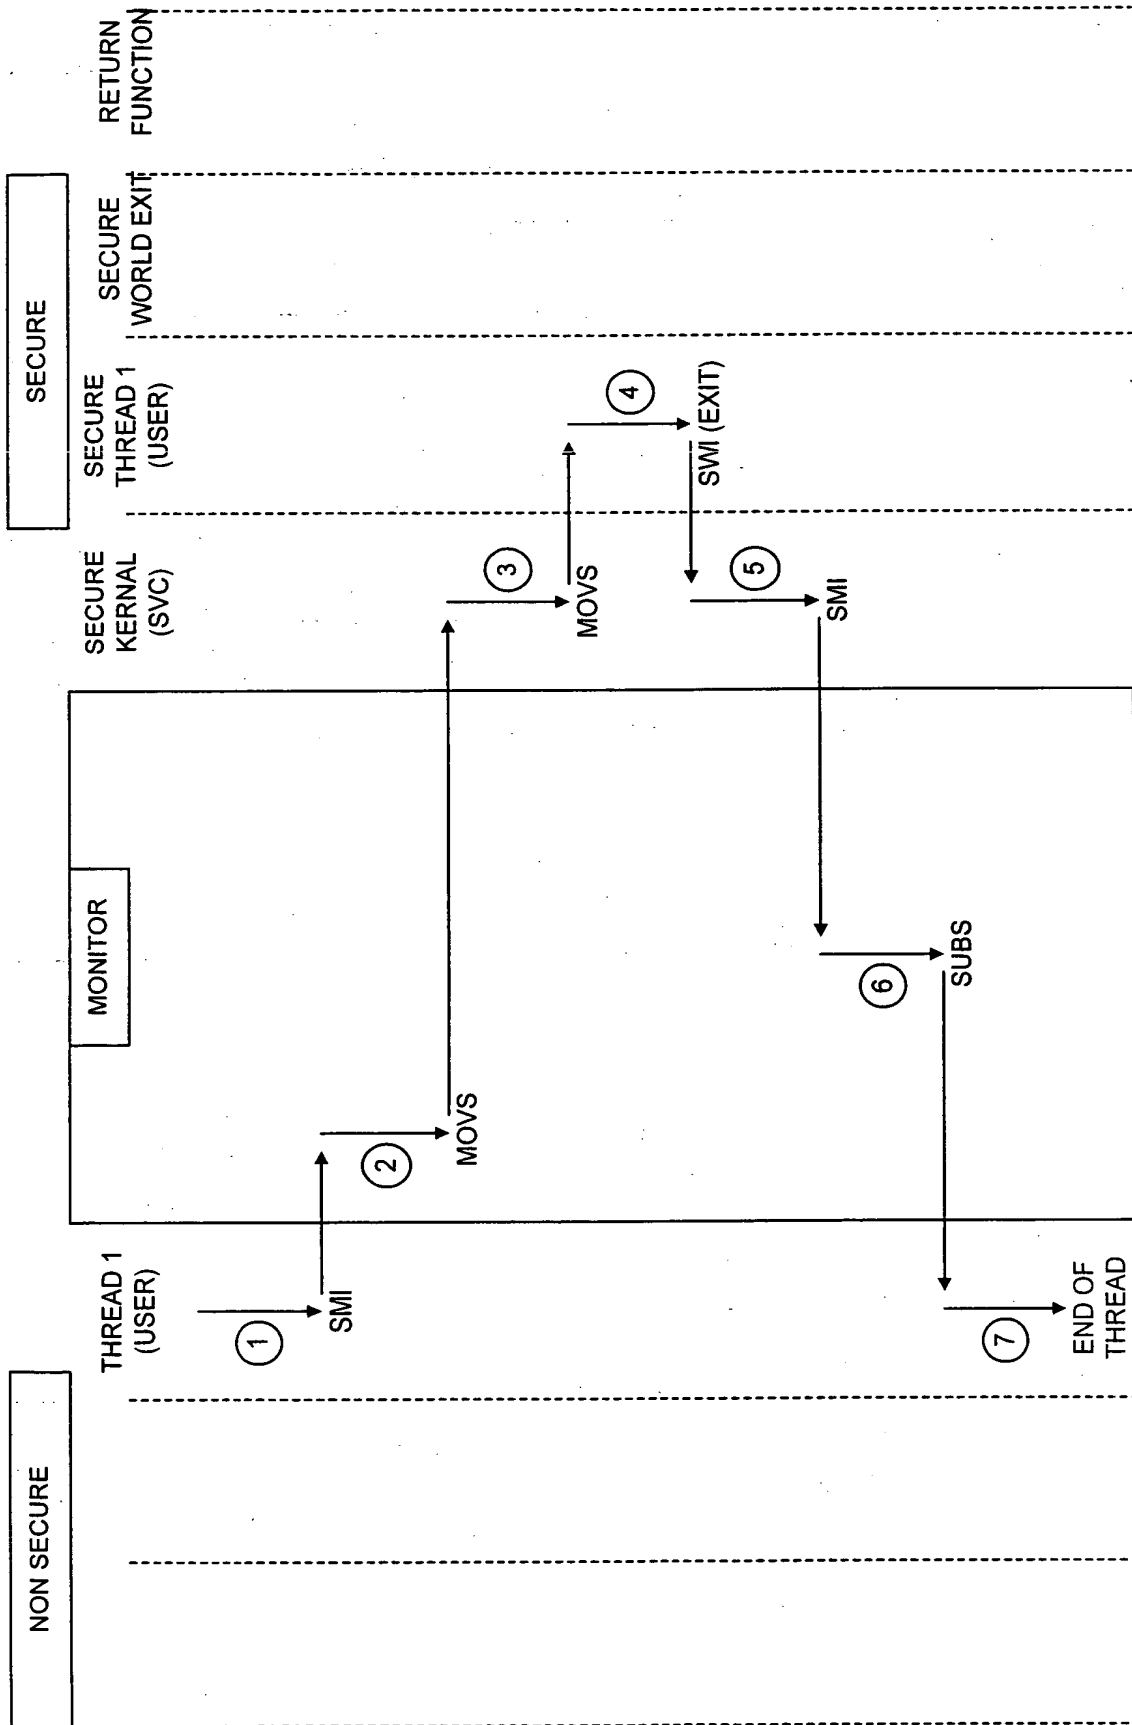 NON SECURE
MONITOR
SECURE
THREAD 1
(USER)
SECURE
KERNAL
(SVC)
SECURE
THREAD 1
(USER)
SECURE
WORLD EXIT
RETURN
FUNCTION
1
SMI
2
MOVS
3
MOVS
4
SWI (EXIT)
5
SMI
6
SUBS
7
END OF
THREAD